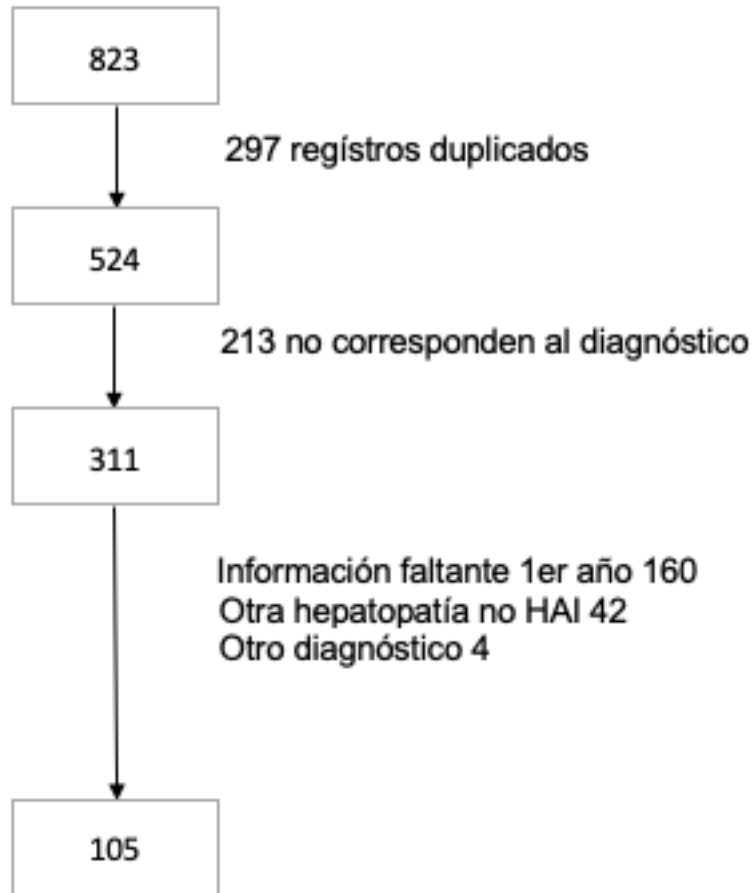 823
297 regístros duplicados
524
213 no corresponden al diagnóstico
311
Información faltante 1er año 160
Otra hepatopatía no HAI 42
Otro diagnóstico 4
105